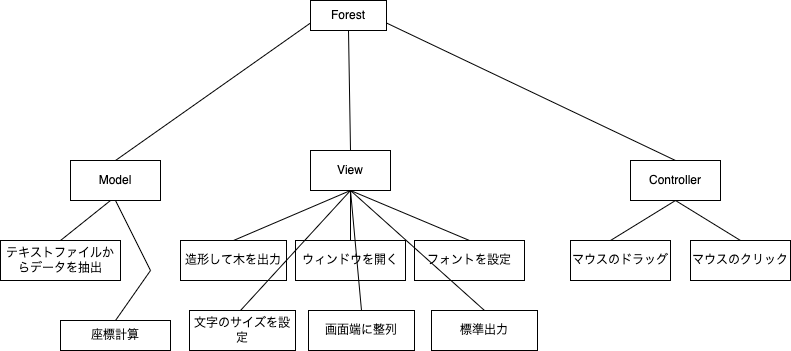 Forest
Model
View
Controller
テキストファイルか
らデータを抽出
造形して木を出力
ウィンドウを開く
フォントを設定
マウスのドラッグ
マウスのクリック
座標計算
文字のサイズを設
定
画面端に整列
標準出力